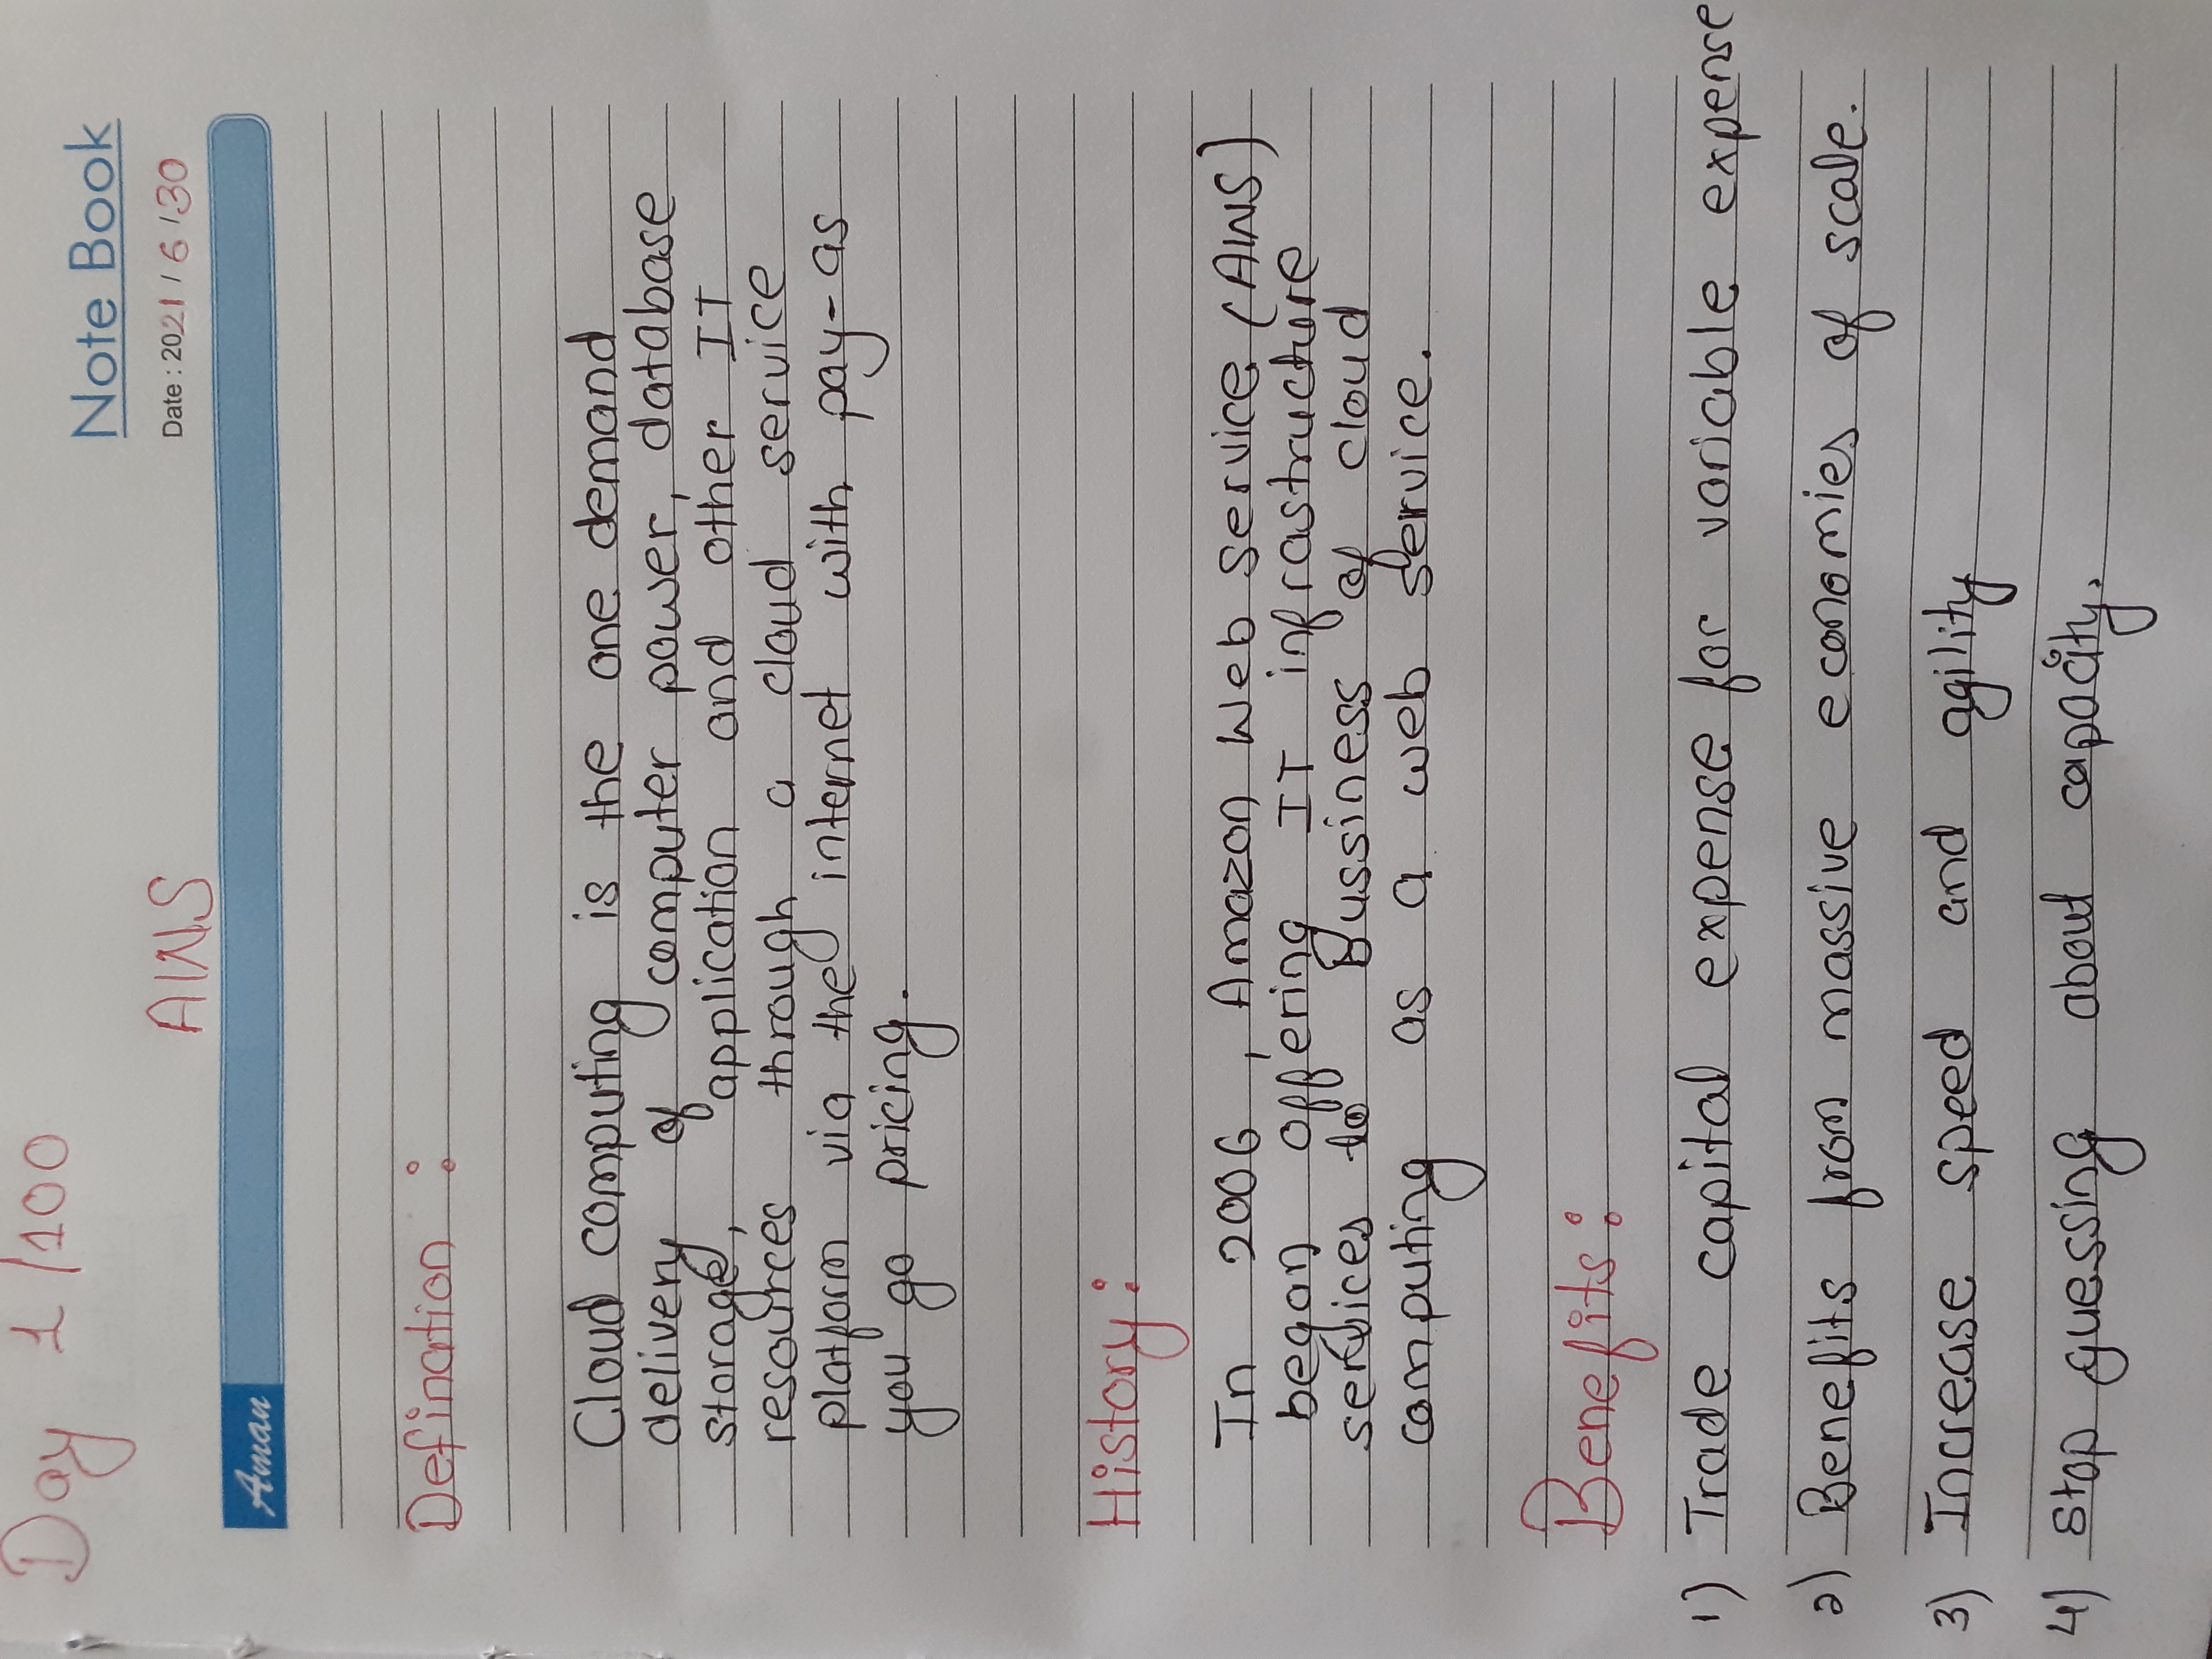 Day 1/100
Note Book
AWS
Date : 2021 / 6 / 30
Aman
Defination :
Cloud computing is the one demand
delivery of computer power, database
storage, application and other IT
resources through a cloud service
platform via the internet with pay-as
you go pricing.
History :
In 2006 , Amazon Web Service (AWS)
began offering IT infrastructure
services to Bussiness of cloud
computing as a web service.
Benefits :
1) Trade capital expense for variable expense
2) Benefits from massive economies of scale.
3) Increase speed and agility
4) Stop guessing about capacity.